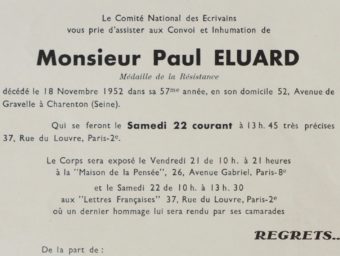 Le Comité National des Ecrivains
vous prie d'assister aux Convoi et Inhumation de
Monsieur Paul ELUARD
Médaille de la Résistance
décédé le 18 Novembre 1952 dans sa 57me année, en son domicile 52, Avenue de
Gravelle à Charenton (Seine).
Qui se feront le Samedi 22 courant à 13 h. 45 très précises
37, Rue du Louvre, Paris-2e.
Le Corps sera exposé le Vendredi 21 de 10 h. à 21 heures
à la "Maison de la Pensée", 26, Avenue Gabriel, Paris-8e
et le Samedi 22 de 10 h. à 13 h. 30
aux "Lettres Françaises" 37, Rue du Louvre, Paris-2e
où un dernier hommage lui sera rendu par ses camarades
REGRETS...
De la part de :